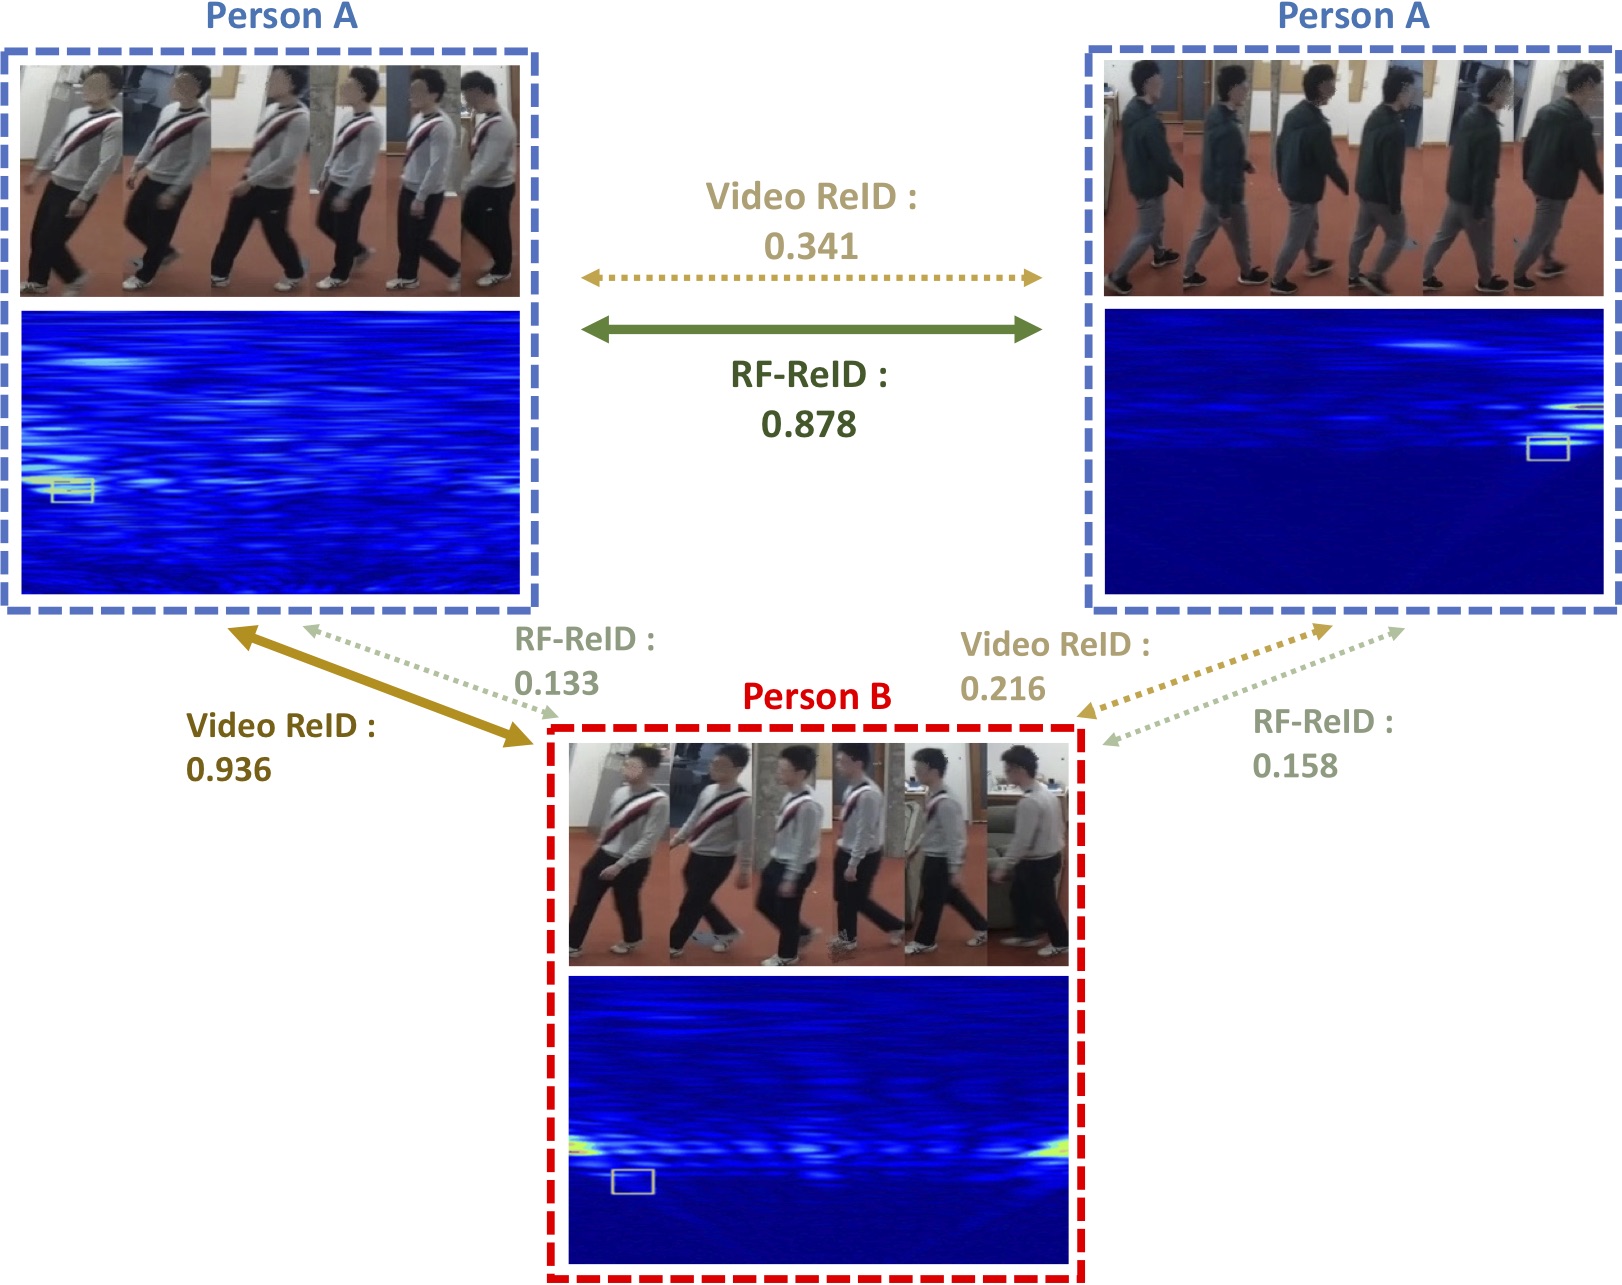 Person A
Person A
Video ReID :
0.341
RF-ReID :
0.878
RF-ReID :
0.133
Video ReID :
0.216
Video ReID :
0.936
Person B
RF-ReID :
0.158